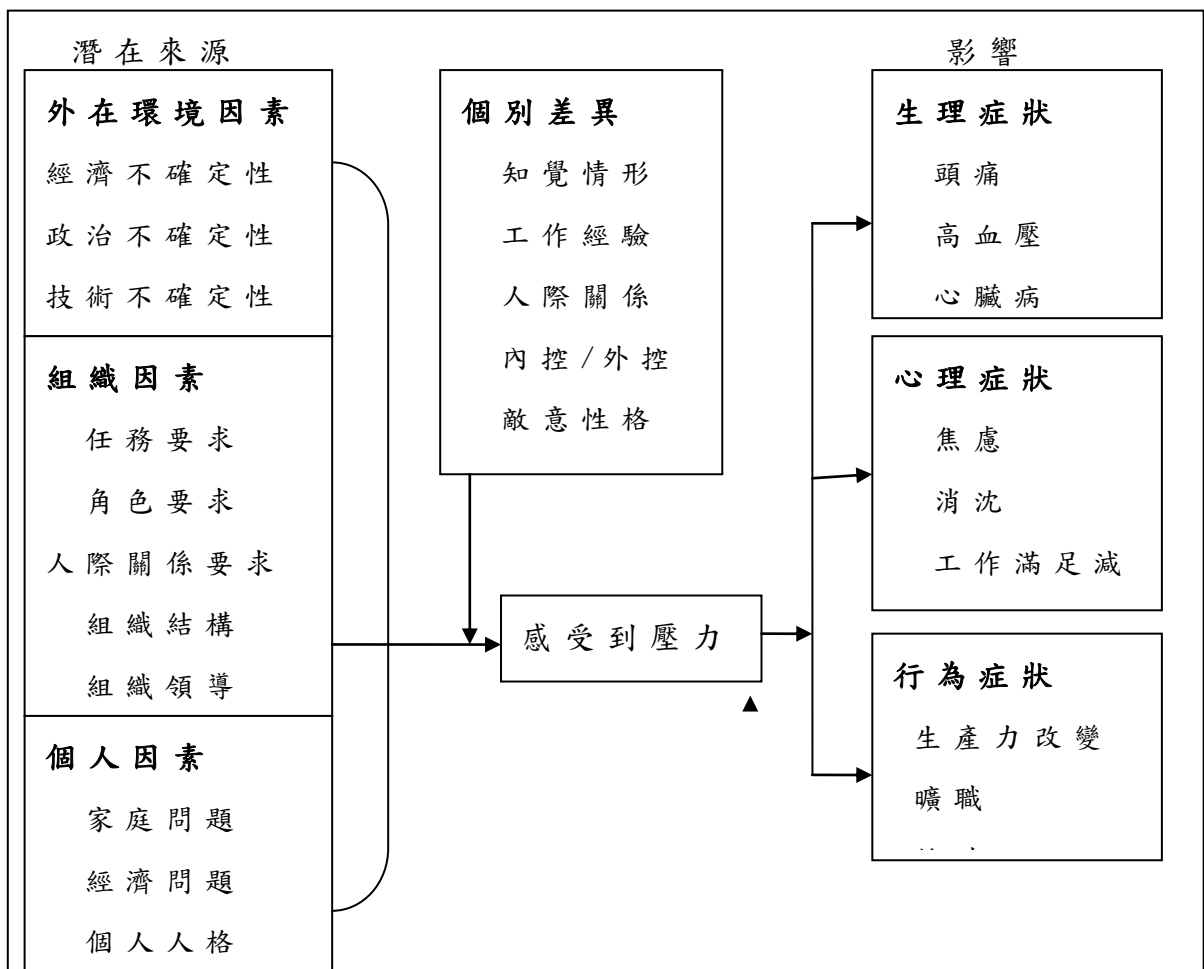 潛在來源
外在環境因素
經濟不確定性
政治不確定性
技術不確定性
組織因素
任務要求
角色要求
人際關係要求
組織結構
組織領導
個人因素
家庭問題
經濟問題
個人人格
個別差異
知覺情形
工作經驗
人際關係
內控/外控
敵意性格
感受到壓力
影響
生理症狀
頭痛
高血壓
心臟病
心理症狀
焦慮
消沈
工作滿足減
行為症狀
生產力改變
曠職